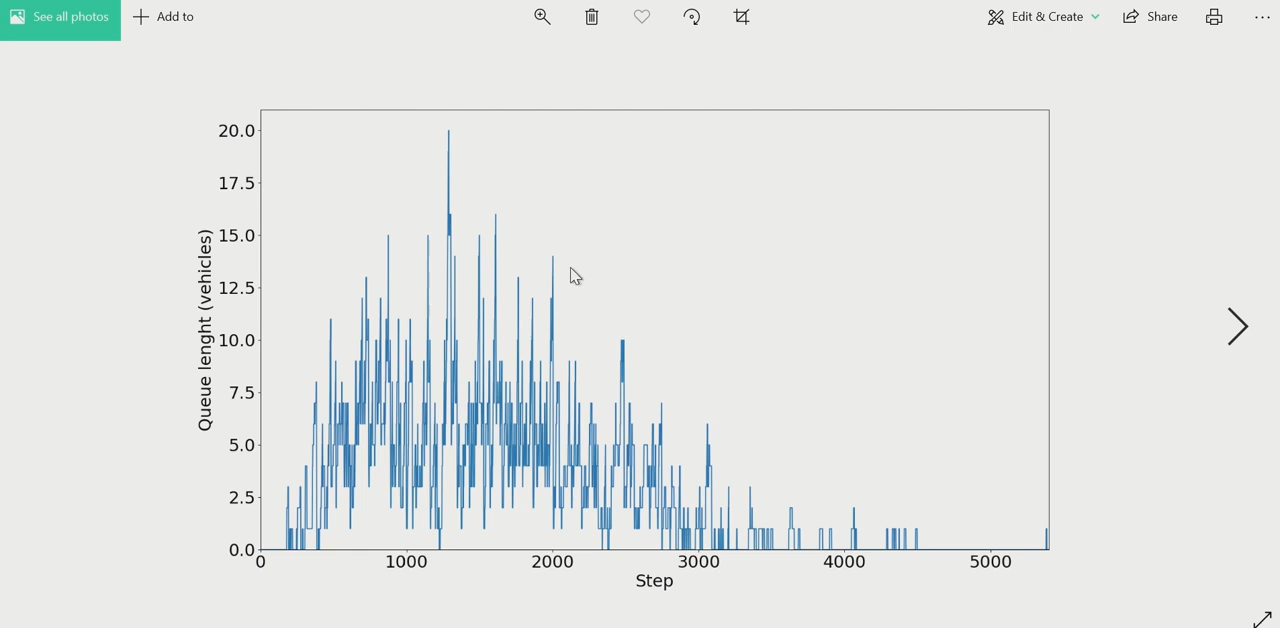 See all photos
Add to
Edit & Create
Share
20.0
17.5
15.0
12.5
10.0
7.5
5.0
2.5
0.0
Queue lenght (vehicles)
0 1000 2000 3000 4000 5000
Step